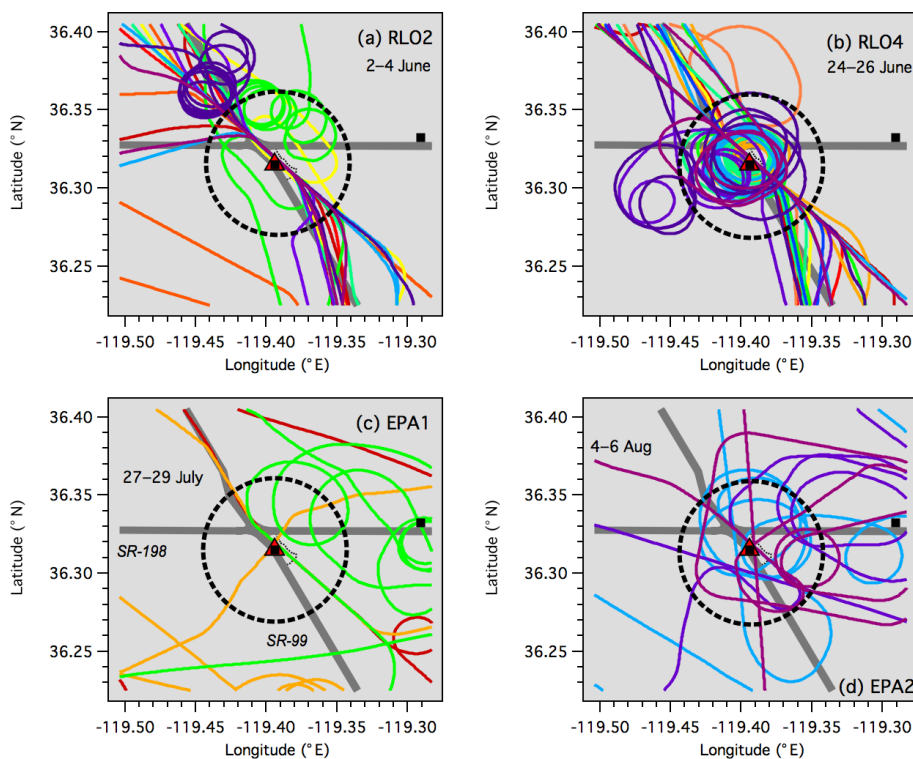 (a) RLO2
2–4 June
36.40
36.35
36.30
36.25
Latitude (° N)
-119.50 -119.45 -119.40 -119.35 -119.30
Longitude (° E)
(b) RLO4
24–26 June
36.40
36.35
36.30
36.25
Latitude (° N)
-119.50 -119.45 -119.40 -119.35 -119.30
Longitude (° E)
(c) EPA1
27–29 July
SR-198
SR-99
36.40
36.35
36.30
36.25
Latitude (° N)
-119.50 -119.45 -119.40 -119.35 -119.30
Longitude (° E)
4–6 Aug
(d) EPA2
36.40
36.35
36.30
36.25
Latitude (° N)
-119.50 -119.45 -119.40 -119.35 -119.30
Longitude (° E)